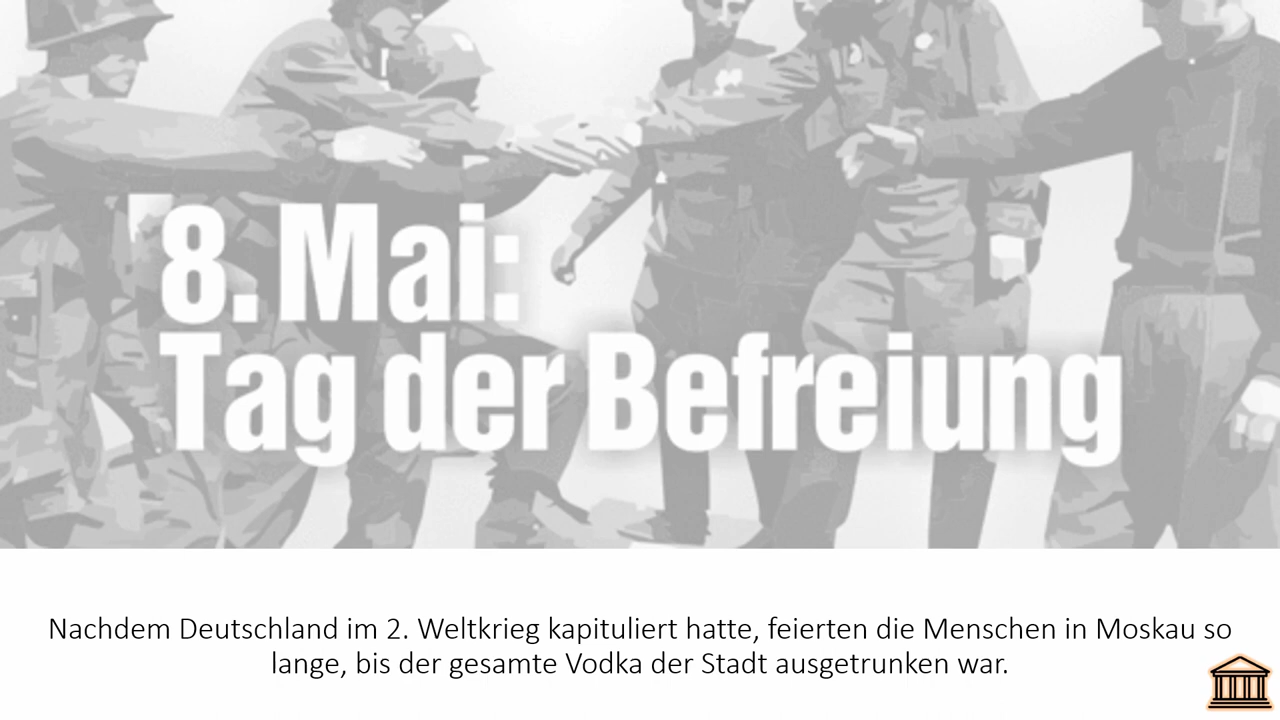 8. Mai:
Tag der Befreiung
Nachdem Deutschland im 2. Weltkrieg kapituliert hatte, feierten die Menschen in Moskau so
lange, bis der gesamte Vodka der Stadt ausgetrunken war.